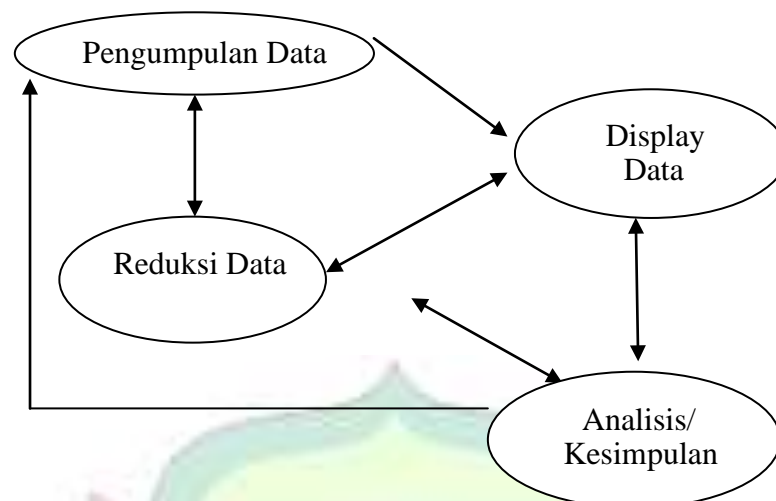 Pengumpulan Data
Display
Data
Reduksi Data
Analisis/
Kesimpulan